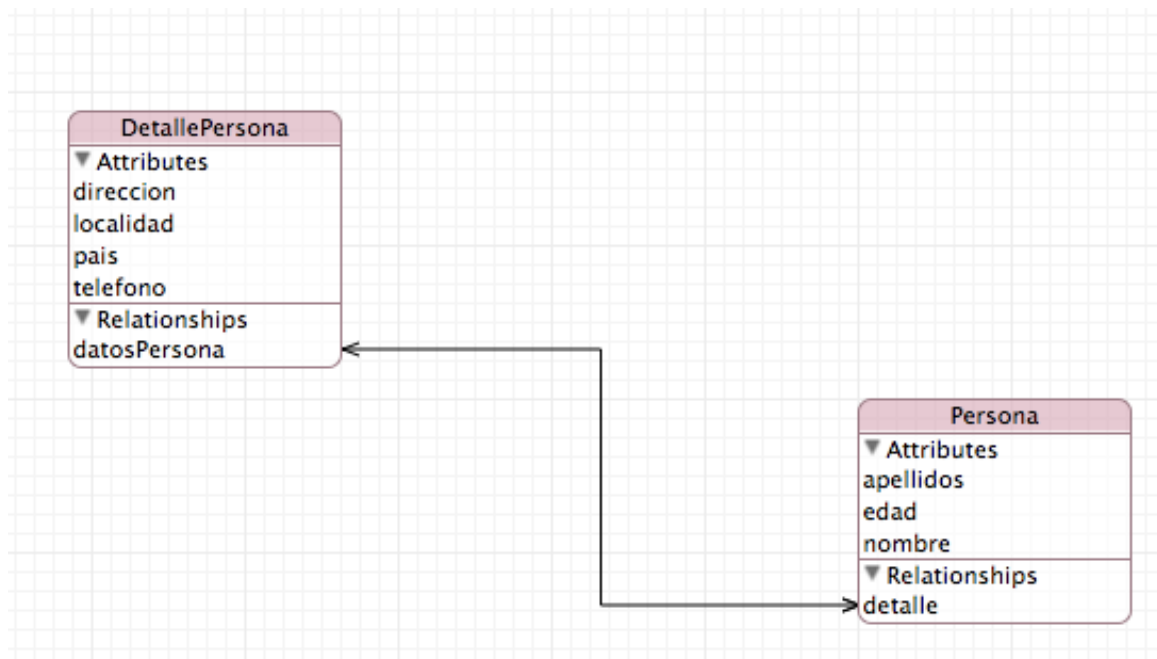 DetallePersona
Attributes
direccion
localidad
pais
telefono
Relationships
datosPersona
Persona
Attributes
apellidos
edad
nombre
Relationships
detalle